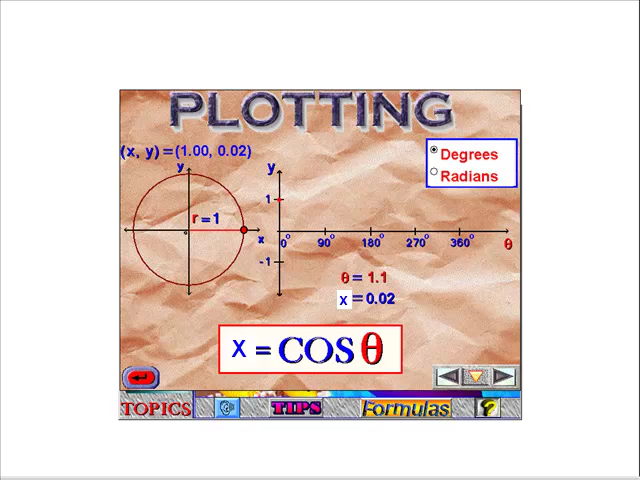 PLOTTING
(x, y) = (1.00, 0.02)
Degrees
Radians
y
y
1
r = 1
x
0° 90° 180° 270° 360° θ
-1
θ = 1.1
x = 0.02
x = COS θ
TOPICS TIPS Formulas ?